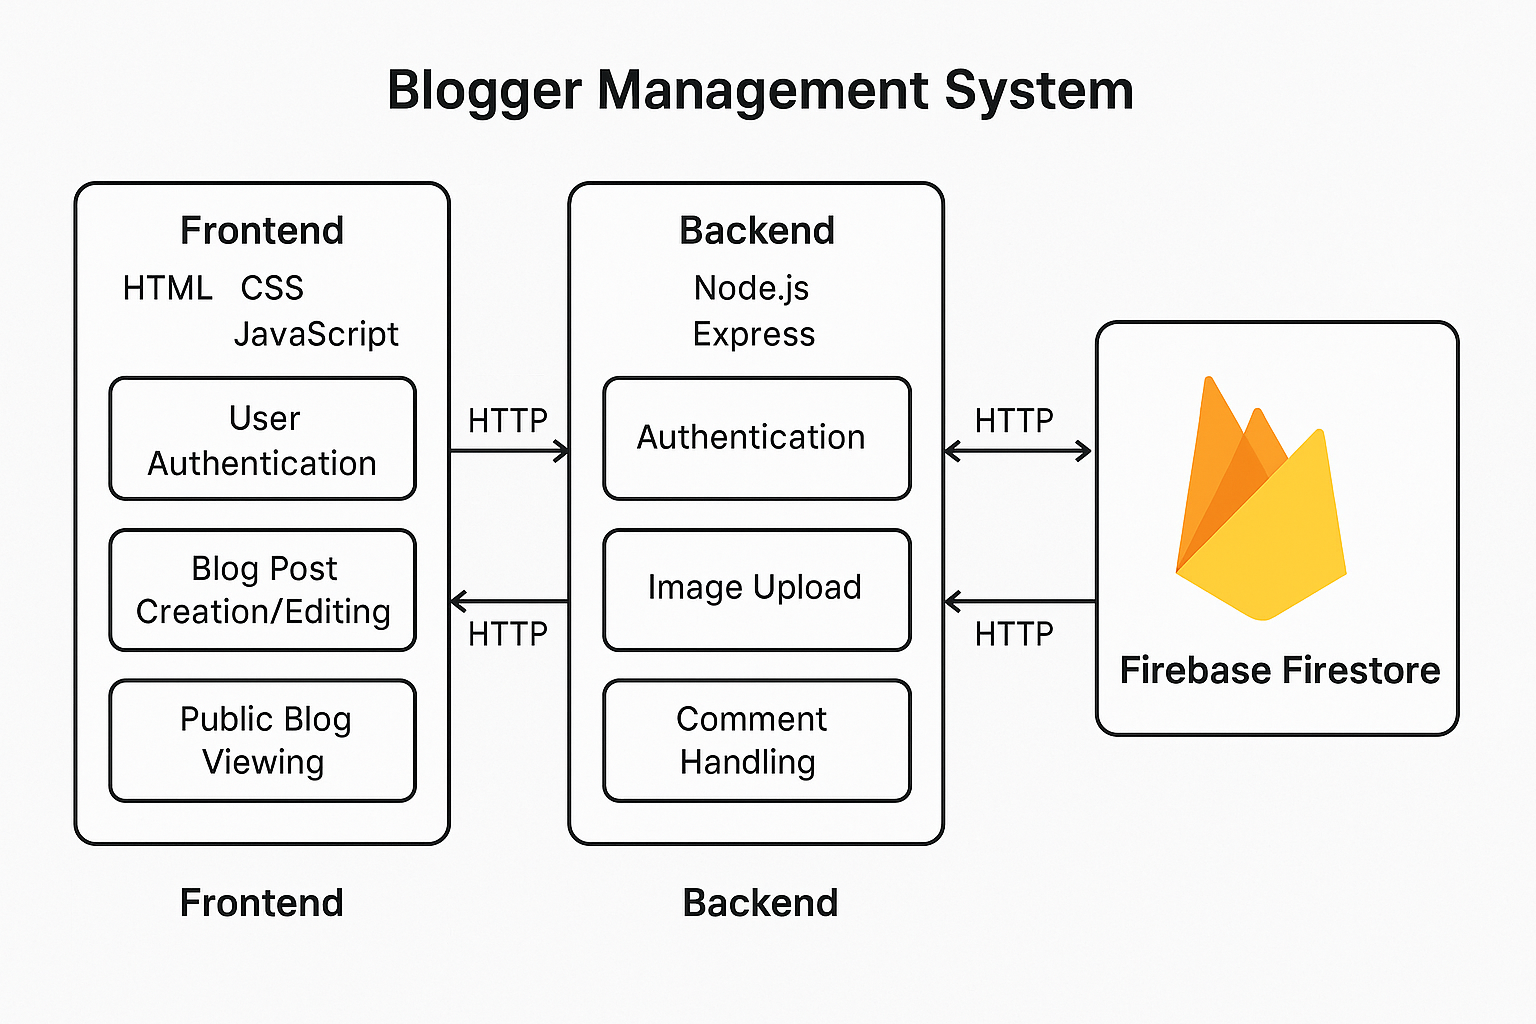 Blogger Management System
Frontend
HTML CSS
JavaScript
User
Authentication
Blog Post
Creation/Editing
Public Blog
Viewing
Frontend
HTTP
HTTP
Backend
Node.js
Express
Authentication
Image Upload
Comment
Handling
Backend
HTTP
HTTP
Firebase Firestore